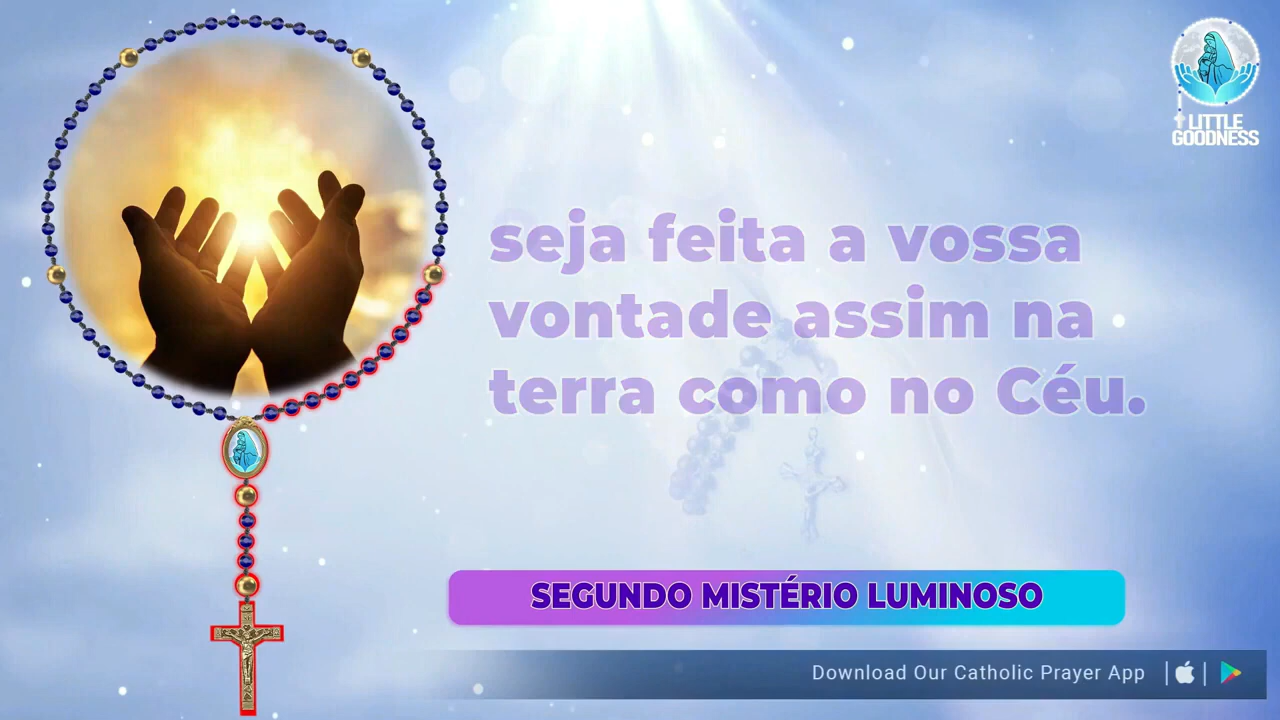 LITTLE
GOODNESS
seja feita a vossa
vontade assim na
terra como no Céu.
SEGUNDO MISTÉRIO LUMINOSO
Download Our Catholic Prayer App